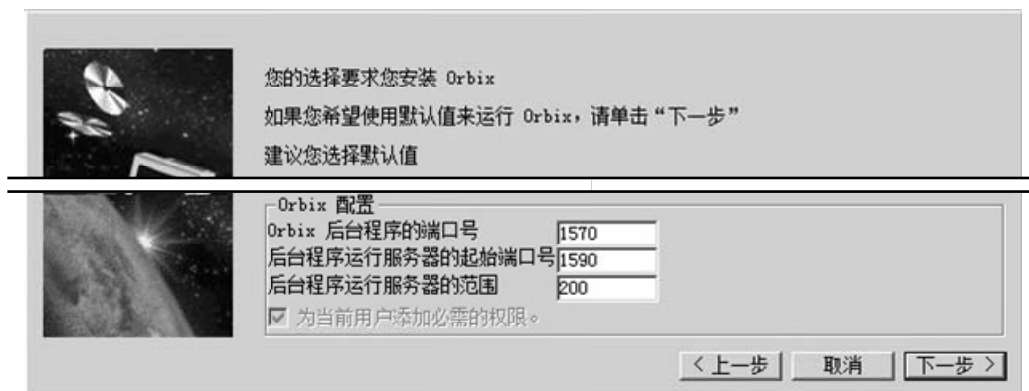 您的选择要求您安装 Orbix
如果您希望使用默认值来运行 Orbix，请单击“下一步”
建议您选择默认值
Orbix 配置
Orbix 后台程序的端口号 1570
后台程序运行服务器的起始端口号 1590
后台程序运行服务器的范围 200
为当前用户添加必需的权限。
< 上一步 取消 下一步 >